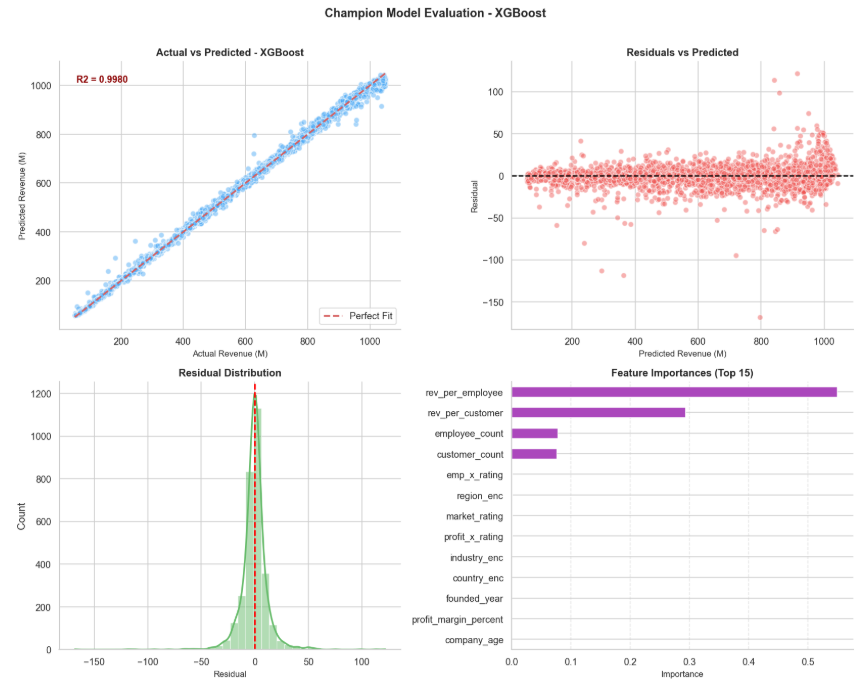 Champion Model Evaluation - XGBoost
Actual vs Predicted - XGBoost
R2 = 0.9980
1000
800
600
400
200
Predicted Revenue (M)
Perfect Fit
200
400
600
800
1000
Actual Revenue (M)
Residuals vs Predicted
100
50
0
−50
−100
−150
Residual
200
400
600
800
1000
Predicted Revenue (M)
Residual Distribution
1200
1000
800
600
400
200
0
Count
−150
−100
−50
0
50
100
Residual
Feature Importances (Top 15)
rev_per_employee
rev_per_customer
employee_count
customer_count
emp_x_rating
region_enc
market_rating
profit_x_rating
industry_enc
country_enc
founded_year
profit_margin_percent
company_age
0.0
0.1
0.2
0.3
0.4
0.5
Importance